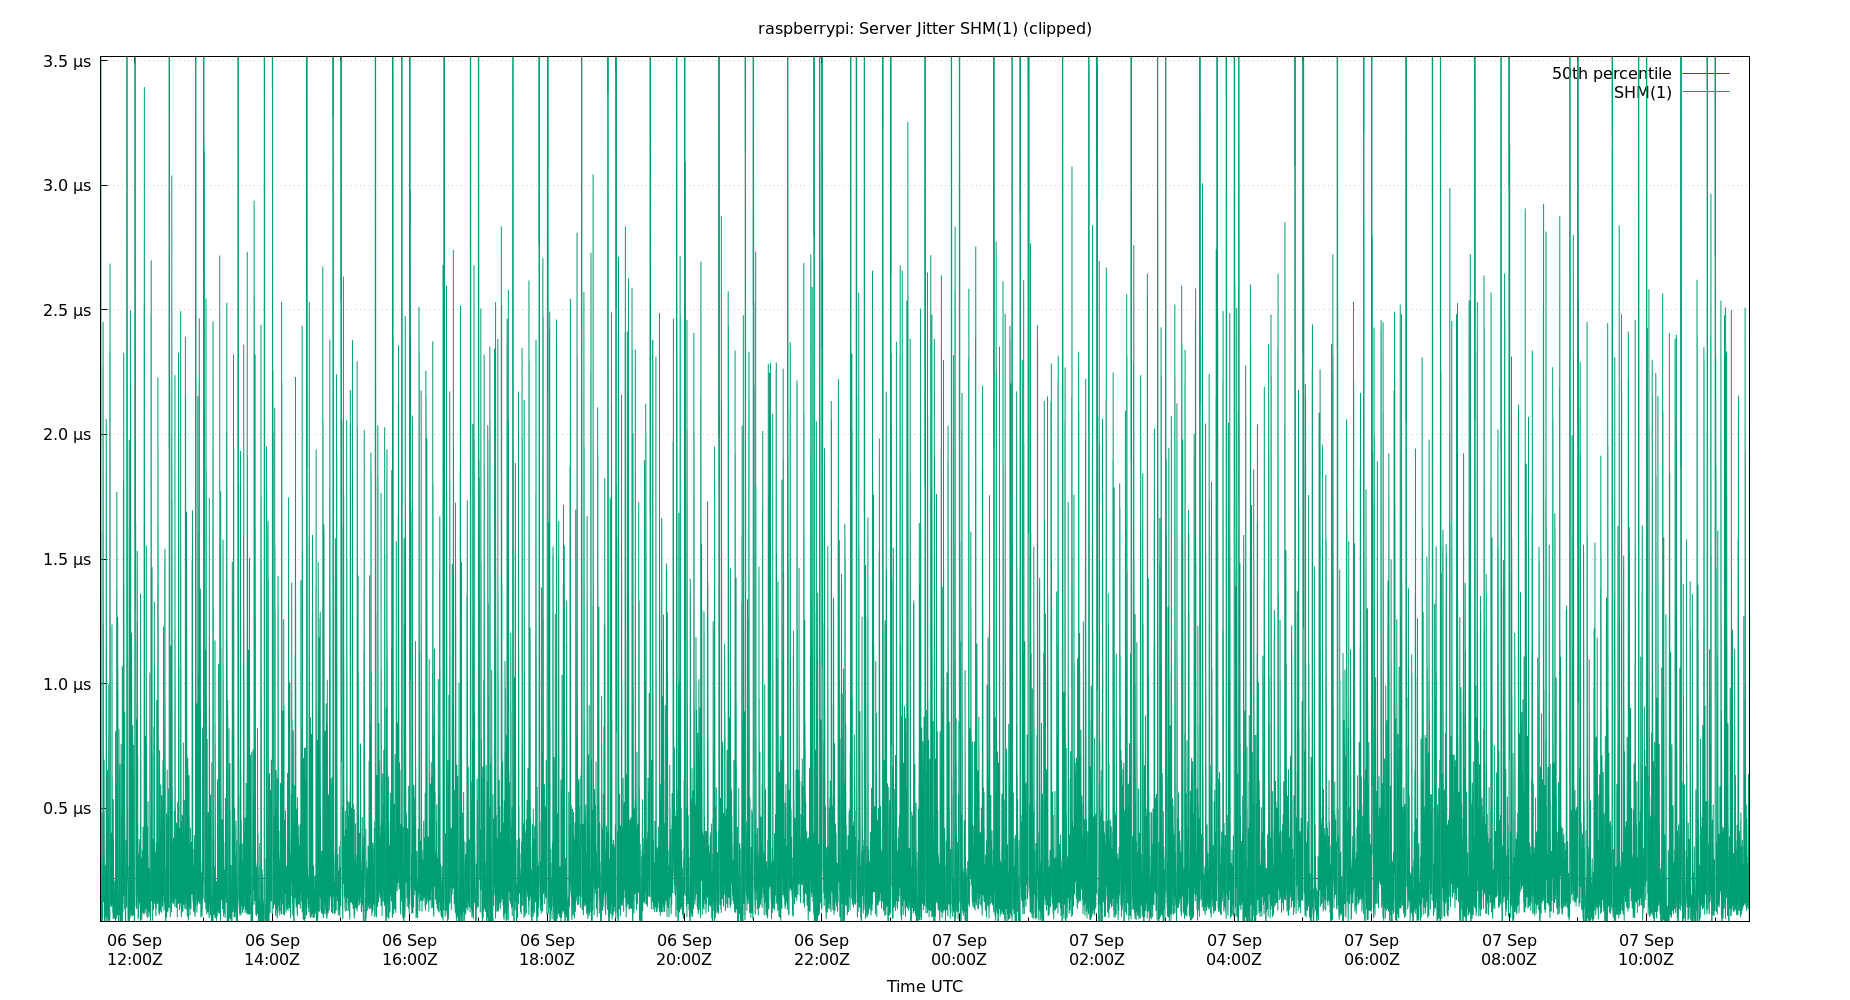 raspberrypi: Server Jitter SHM(1) (clipped)
50th percentile
SHM(1)
3.5 µs
3.0 µs
2.5 µs
2.0 µs
1.5 µs
1.0 µs
0.5 µs
06 Sep 06 Sep 06 Sep 06 Sep 06 Sep 06 Sep 07 Sep 07 Sep 07 Sep 07 Sep 07 Sep 07 Sep
12:00Z 14:00Z 16:00Z 18:00Z 20:00Z 22:00Z 00:00Z 02:00Z 04:00Z 06:00Z 08:00Z 10:00Z
Time UTC